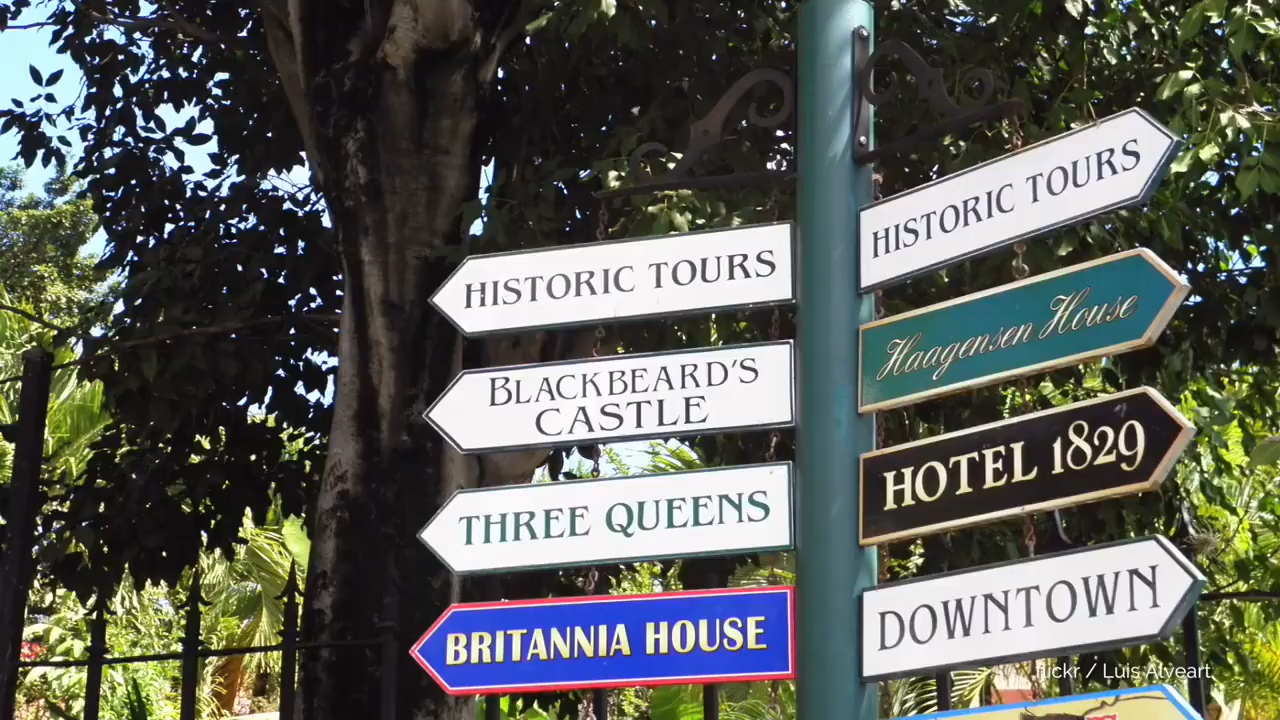 HISTORIC TOURS
BLACKBEARD'S
CASTLE
THREE QUEENS
BRITANNIA HOUSE
HISTORIC TOURS
Haagensen House
HOTEL 1829
DOWNTOWN
flickr / Luis Alveart